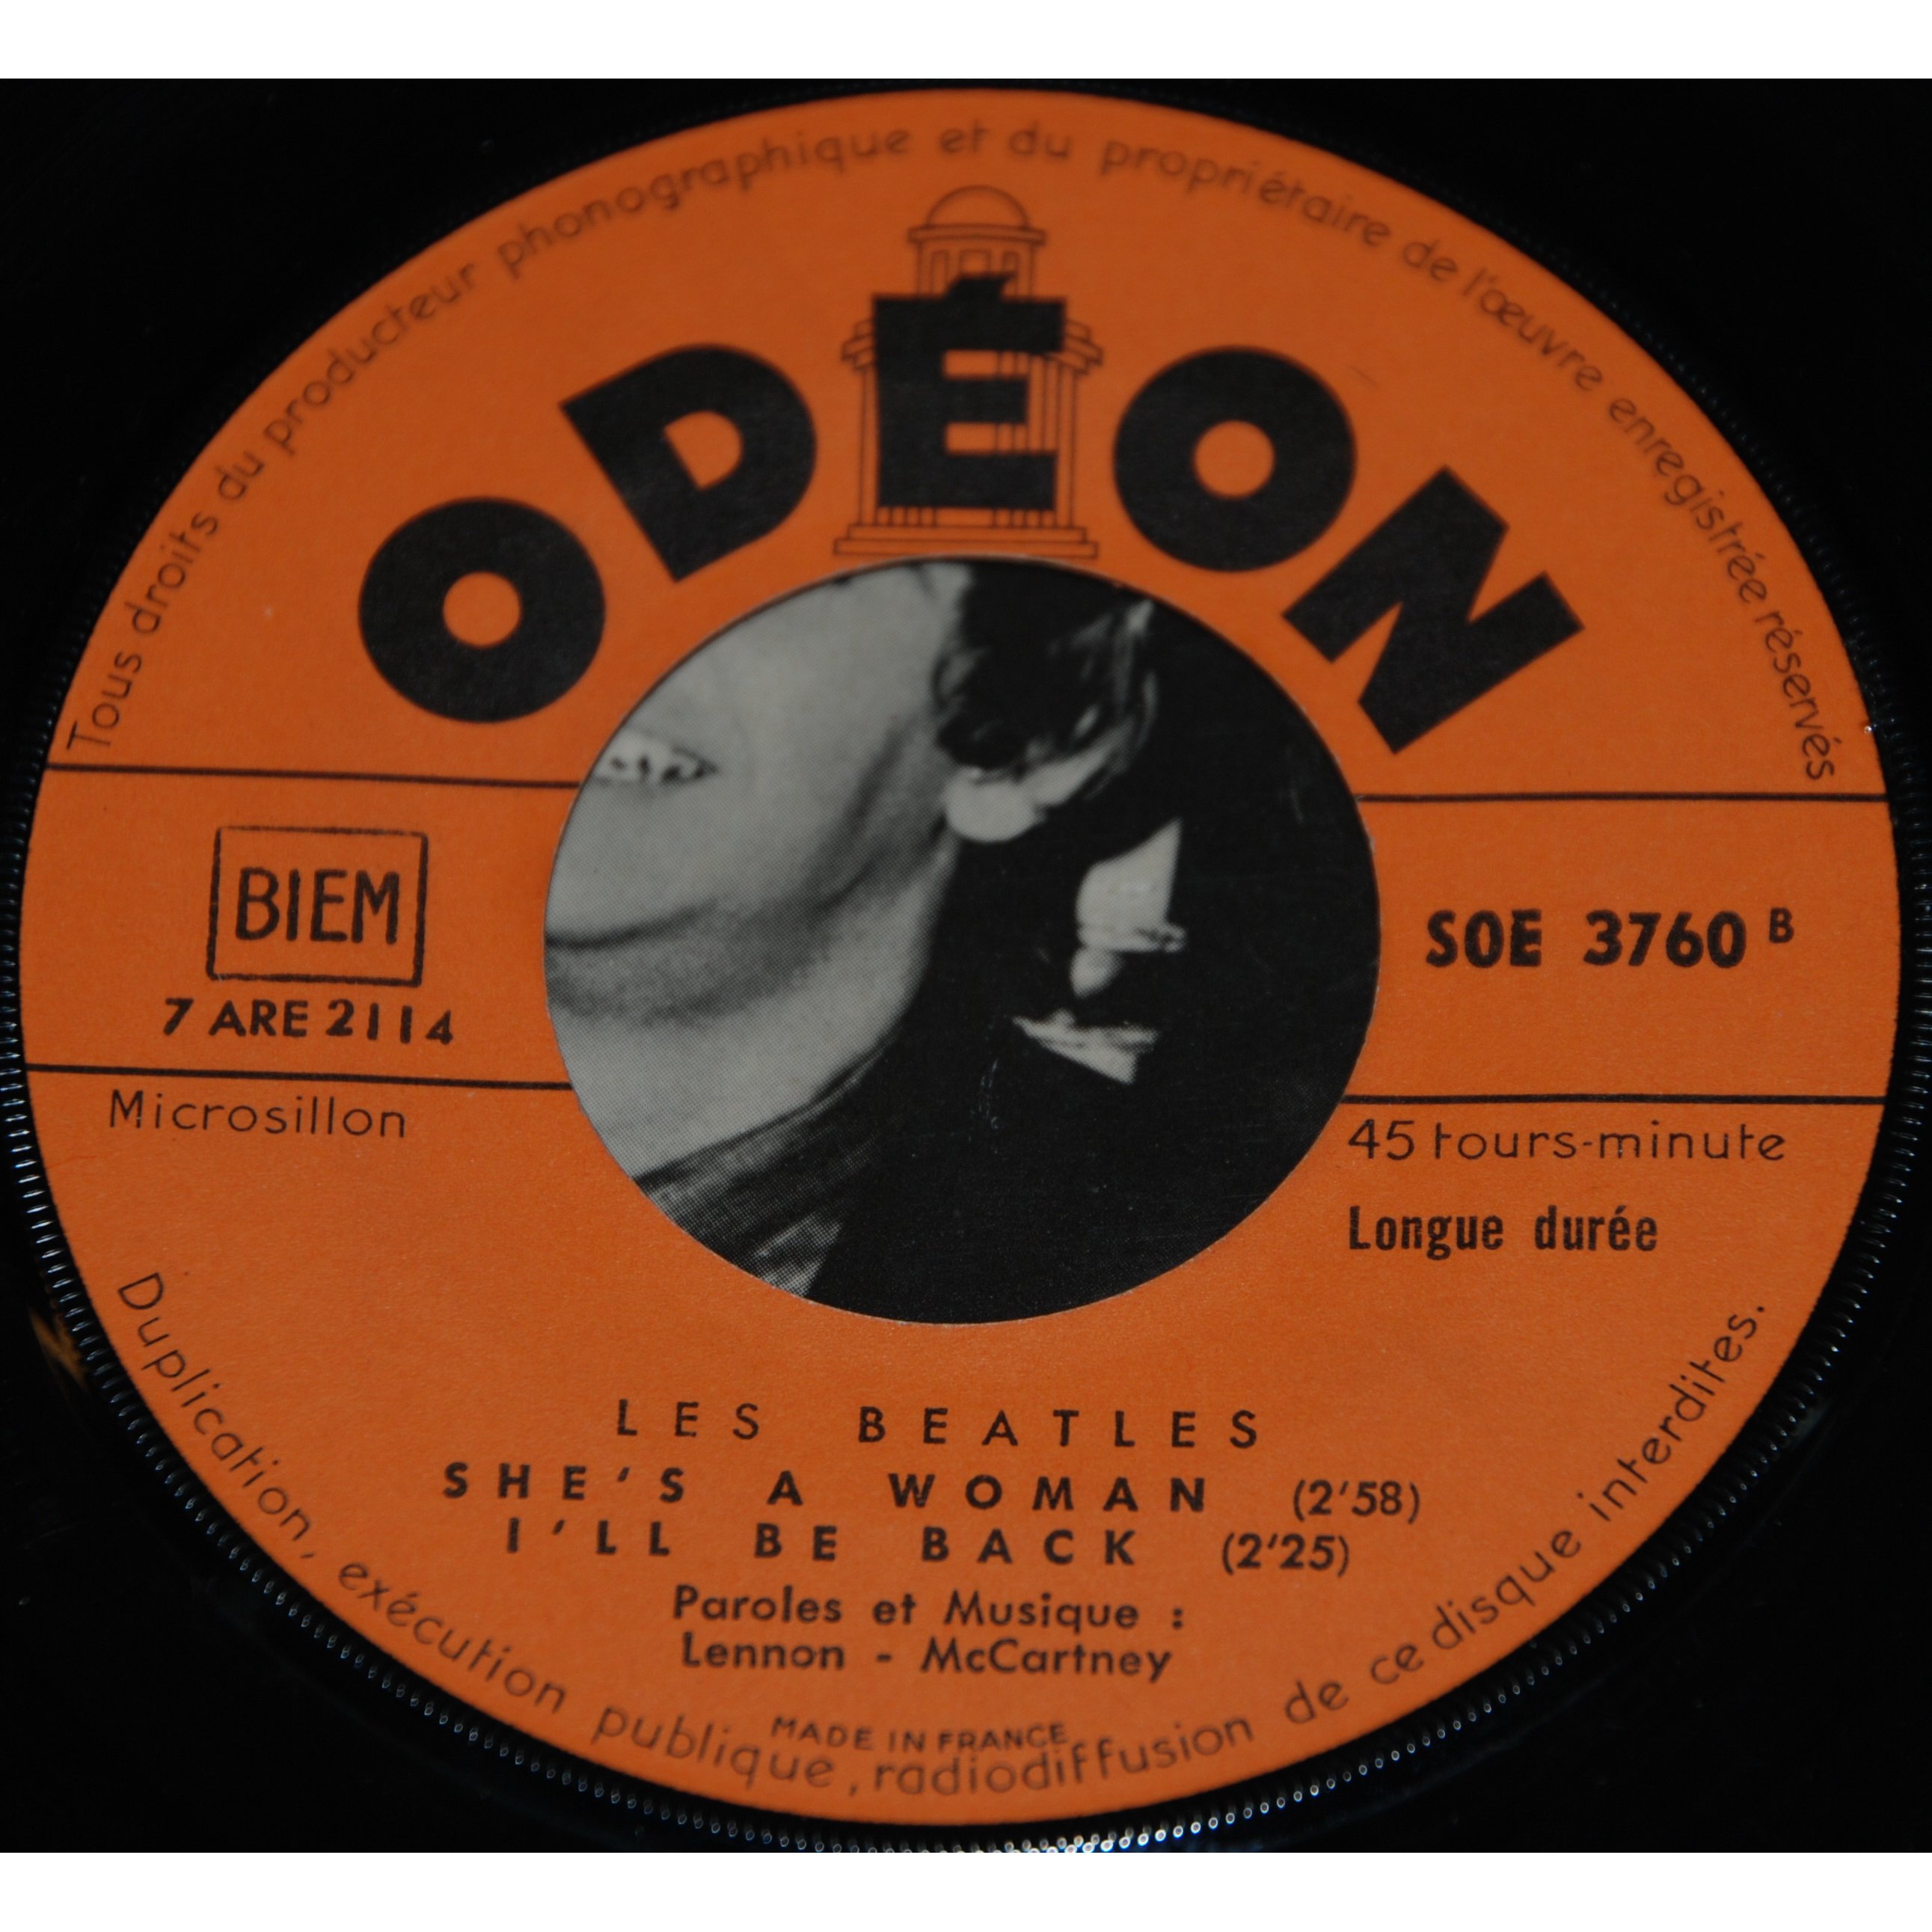 Tous droits du producteur phonographique et du propriétaire de l'œuvre enregistrée réservés
ODÉON
BIEM
7 ARE 2114
SOE 3760 B
Microsillon
45 tours-minute
Longue durée
LES BEATLES
SHE'S A WOMAN (2'58)
I'LL BE BACK (2'25)
Paroles et Musique :
Lennon - McCartney
MADE IN FRANCE
Duplication, exécution publique, radiodiffusion de ce disque interdites.